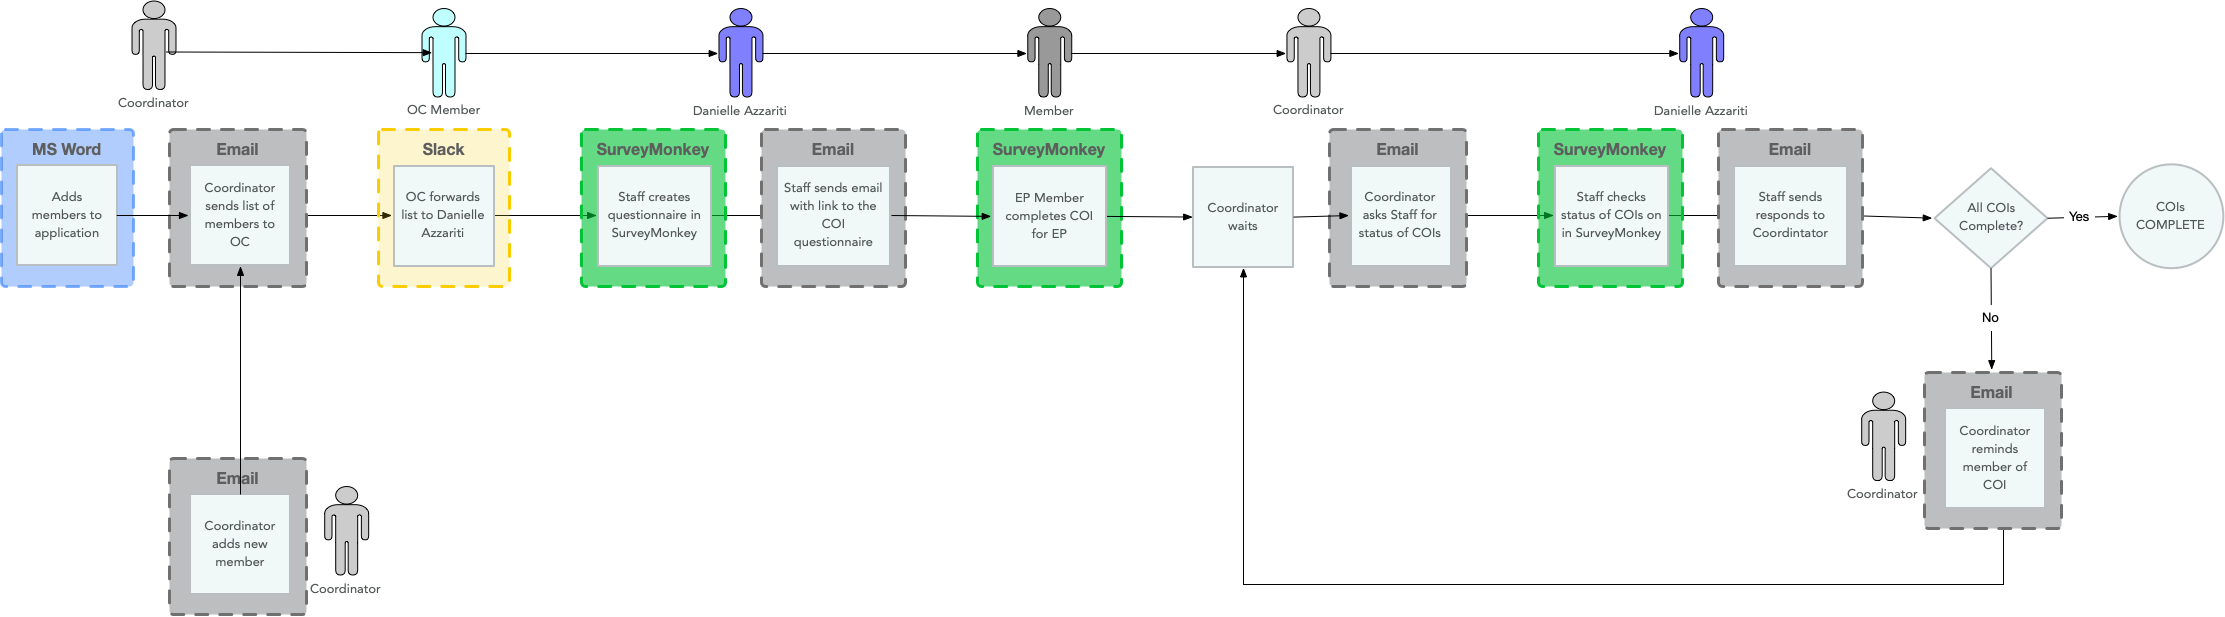 Coordinator
OC Member
Danielle Azzariti
Member
Coordinator
Danielle Azzariti
MS Word
Adds
members to
application
Email
Coordinator
sends list of
members to
OC
Slack
OC forwards
list to Danielle
Azzariti
SurveyMonkey
Staff creates
questionnaire in
SurveyMonkey
Email
Staff sends email
with link to the
COI
questionnaire
SurveyMonkey
EP Member
completes COI
for EP
Coordinator
waits
Email
Coordinator
asks Staff for
status of COIs
SurveyMonkey
Staff checks
status of COIs on
in SurveyMonkey
Email
Staff sends
responds to
Coordintator
All COIs
Complete?
Yes
COIs
COMPLETE
No
Email
Coordinator
reminds
member of
COI
Coordinator
Email
Coordinator
adds new
member
Coordinator